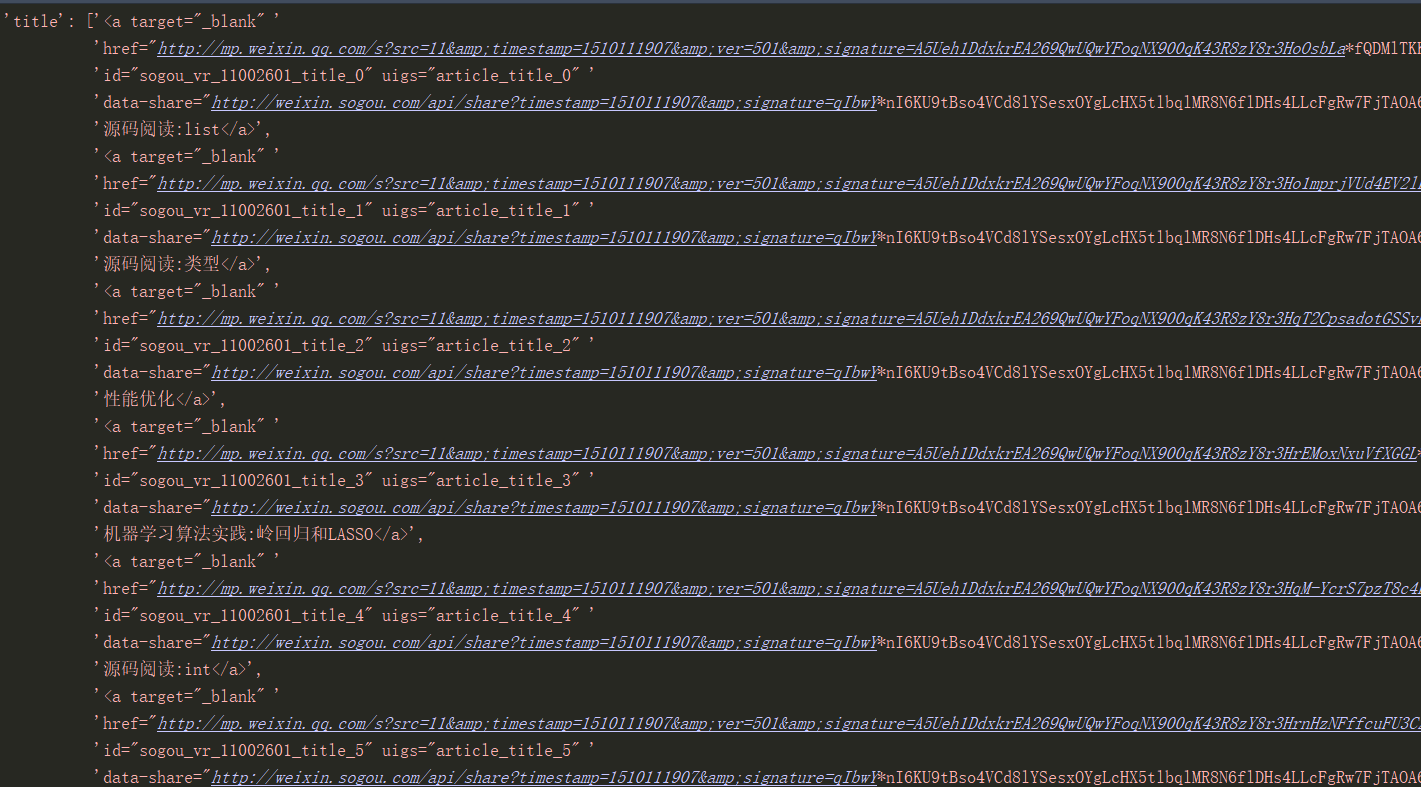 'title': ['<a target="_blank" '
'href="http://mp.weixin.qq.com/s?src=11&amp;timestamp=1510111907&amp;ver=501&amp;signature=A5Ueh1DdxkrEA269QwUQwYFoqNX900qK43R8zY8r3HoOsbLa*fQDMlTKK
'id="sogou_vr_11002601_title_0" uigs="article_title_0" '
'data-share="http://weixin.sogou.com/api/share?timestamp=1510111907&amp;signature=qIbwY*nI6KU9tBso4VCd8lYSesxOYgLcHX5tlbqlMR8N6flDHs4LLcFgRw7FjTAOA6
'源码阅读:list</a>',
'<a target="_blank" '
'href="http://mp.weixin.qq.com/s?src=11&amp;timestamp=1510111907&amp;ver=501&amp;signature=A5Ueh1DdxkrEA269QwUQwYFoqNX900qK43R8zY8r3Ho1mprjVUd4EV2l
'id="sogou_vr_11002601_title_1" uigs="article_title_1" '
'data-share="http://weixin.sogou.com/api/share?timestamp=1510111907&amp;signature=qIbwY*nI6KU9tBso4VCd8lYSesxOYgLcHX5tlbqlMR8N6flDHs4LLcFgRw7FjTAOA6
'源码阅读:类型</a>',
'<a target="_blank" '
'href="http://mp.weixin.qq.com/s?src=11&amp;timestamp=1510111907&amp;ver=501&amp;signature=A5Ueh1DdxkrEA269QwUQwYFoqNX900qK43R8zY8r3HqT2CpsadotGSSv
'id="sogou_vr_11002601_title_2" uigs="article_title_2" '
'data-share="http://weixin.sogou.com/api/share?timestamp=1510111907&amp;signature=qIbwY*nI6KU9tBso4VCd8lYSesxOYgLcHX5tlbqlMR8N6flDHs4LLcFgRw7FjTAOA6
'性能优化</a>',
'<a target="_blank" '
'href="http://mp.weixin.qq.com/s?src=11&amp;timestamp=1510111907&amp;ver=501&amp;signature=A5Ueh1DdxkrEA269QwUQwYFoqNX900qK43R8zY8r3HrEMoxNxuVfXGGL*
'id="sogou_vr_11002601_title_3" uigs="article_title_3" '
'data-share="http://weixin.sogou.com/api/share?timestamp=1510111907&amp;signature=qIbwY*nI6KU9tBso4VCd8lYSesxOYgLcHX5tlbqlMR8N6flDHs4LLcFgRw7FjTAOA6
'机器学习算法实践:岭回归和LASSO</a>',
'<a target="_blank" '
'href="http://mp.weixin.qq.com/s?src=11&amp;timestamp=1510111907&amp;ver=501&amp;signature=A5Ueh1DdxkrEA269QwUQwYFoqNX900qK43R8zY8r3HqM-YcrS7pzT8c4
'id="sogou_vr_11002601_title_4" uigs="article_title_4" '
'data-share="http://weixin.sogou.com/api/share?timestamp=1510111907&amp;signature=qIbwY*nI6KU9tBso4VCd8lYSesxOYgLcHX5tlbqlMR8N6flDHs4LLcFgRw7FjTAOA6
'源码阅读:int</a>',
'<a target="_blank" '
'href="http://mp.weixin.qq.com/s?src=11&amp;timestamp=1510111907&amp;ver=501&amp;signature=A5Ueh1DdxkrEA269QwUQwYFoqNX900qK43R8zY8r3HrnHzNFffcuFU3C
'id="sogou_vr_11002601_title_5" uigs="article_title_5" '
'data-share="http://weixin.sogou.com/api/share?timestamp=1510111907&amp;signature=qIbwY*nI6KU9tBso4VCd8lYSesxOYgLcHX5tlbqlMR8N6flDHs4LLcFgRw7FjTAOA6